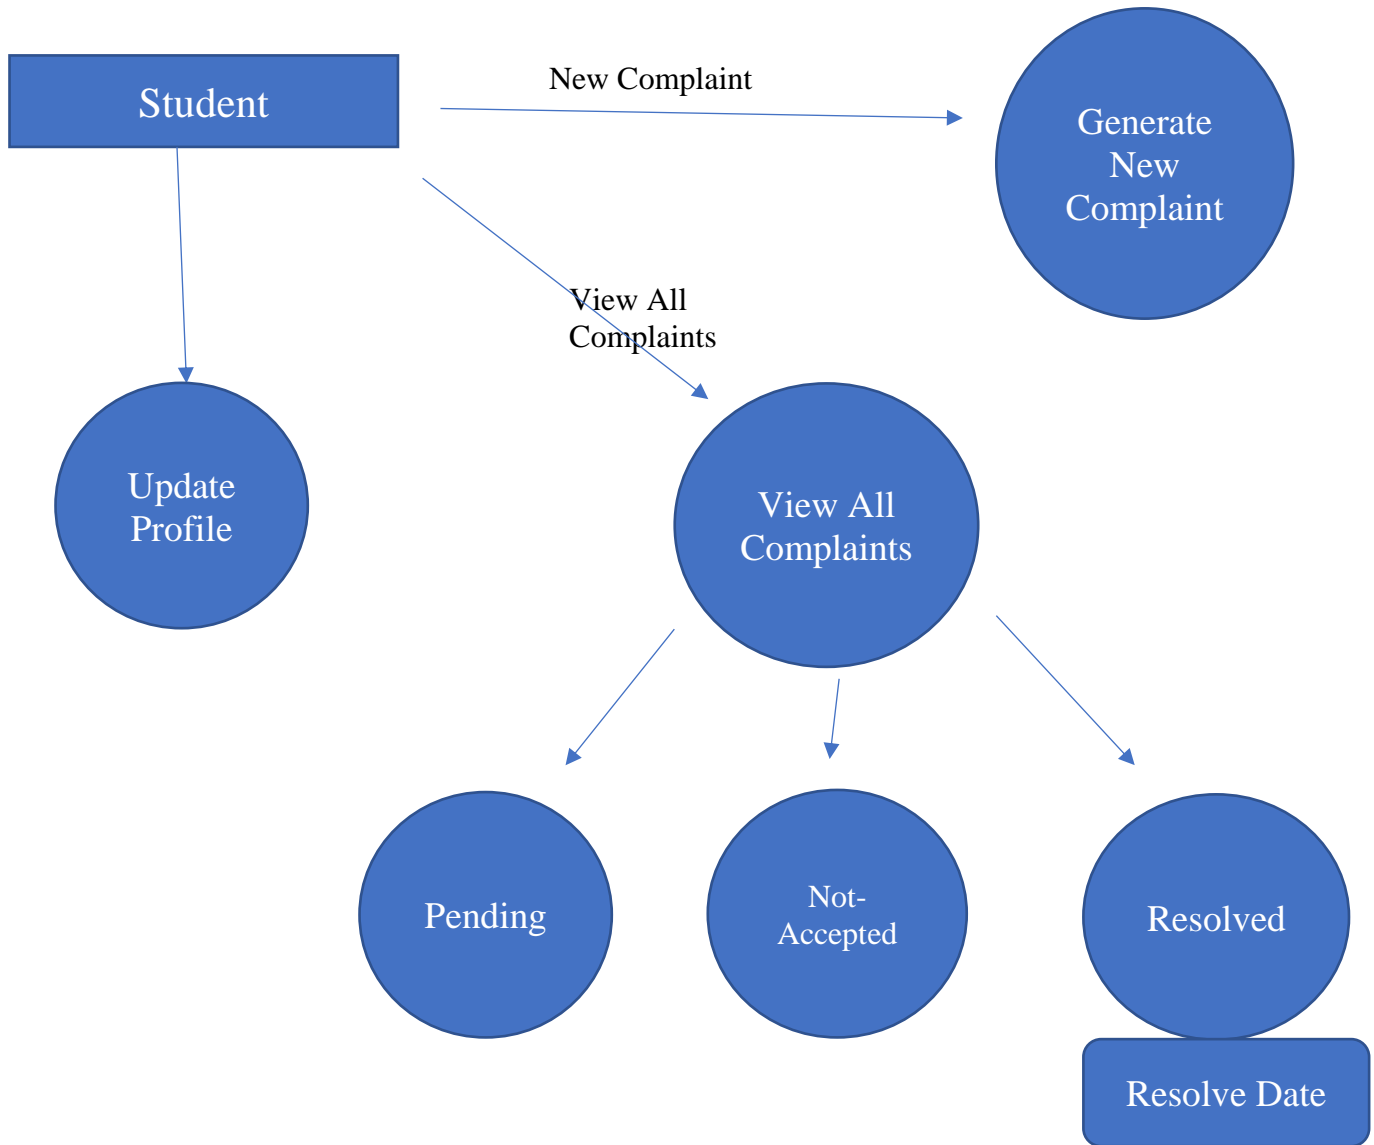 Student
New Complaint
Generate
New
Complaint
View All
Complaints
Update
Profile
View All
Complaints
Pending
Not-
Accepted
Resolved
Resolve Date